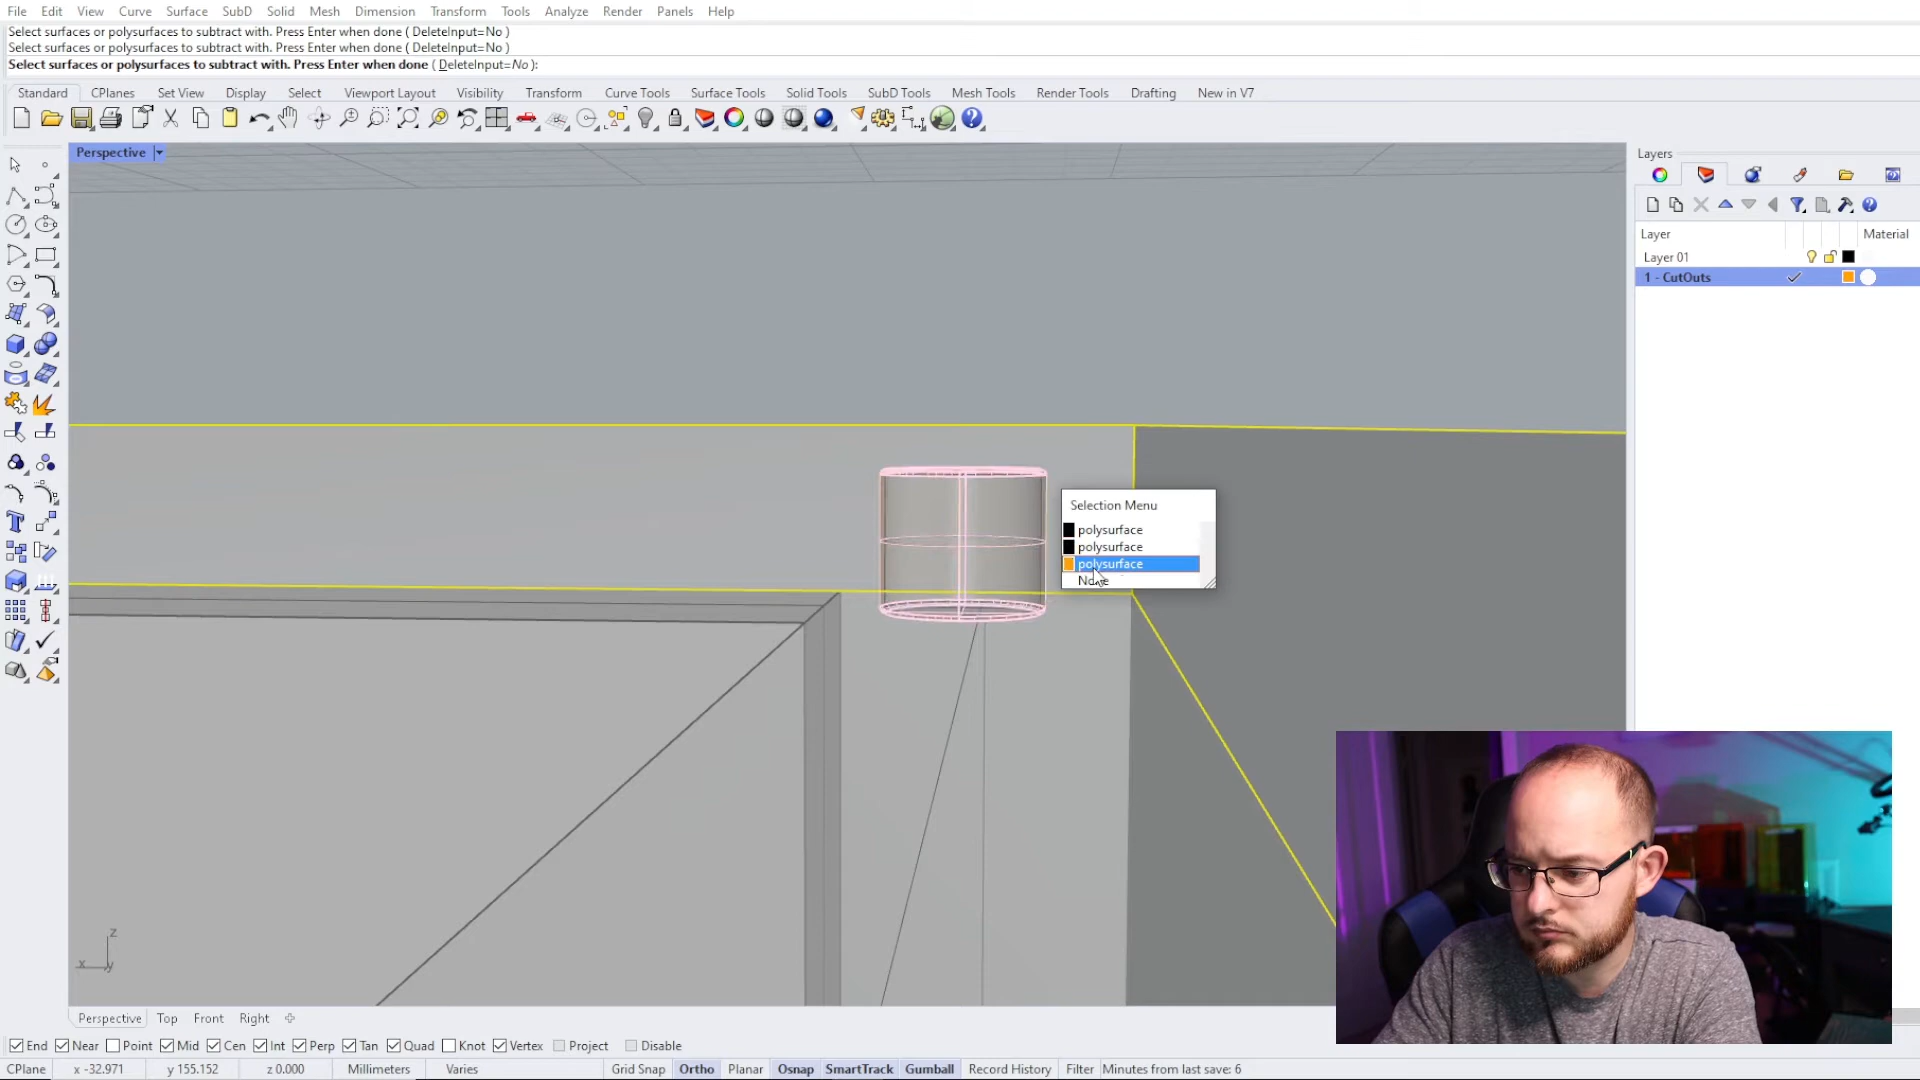 File Edit View Curve Surface SubD Solid Mesh Dimension Transform Tools Analyze Render Panels Help
Select surfaces or polysurfaces to subtract with. Press Enter when done ( DeleteInput=No )
Select surfaces or polysurfaces to subtract with. Press Enter when done ( DeleteInput=No )
Select surfaces or polysurfaces to subtract with. Press Enter when done ( DeleteInput=No ):
Standard CPlanes Set View Display Select Viewport Layout Visibility Transform Curve Tools Surface Tools Solid Tools SubD Tools Mesh Tools Render Tools Drafting New in V7
Perspective
Layers
Layer Material
Layer 01
1 - CutOuts
Selection Menu
polysurface
polysurface
polysurface
None
z
x y
Perspective Top Front Right
End Near Point Mid Cen Int Perp Tan Quad Knot Vertex Project Disable
CPlane x -32.971 y 155.152 z 0.000 Millimeters Varies Grid Snap Ortho Planar Osnap SmartTrack Gumball Record History Filter Minutes from last save: 6